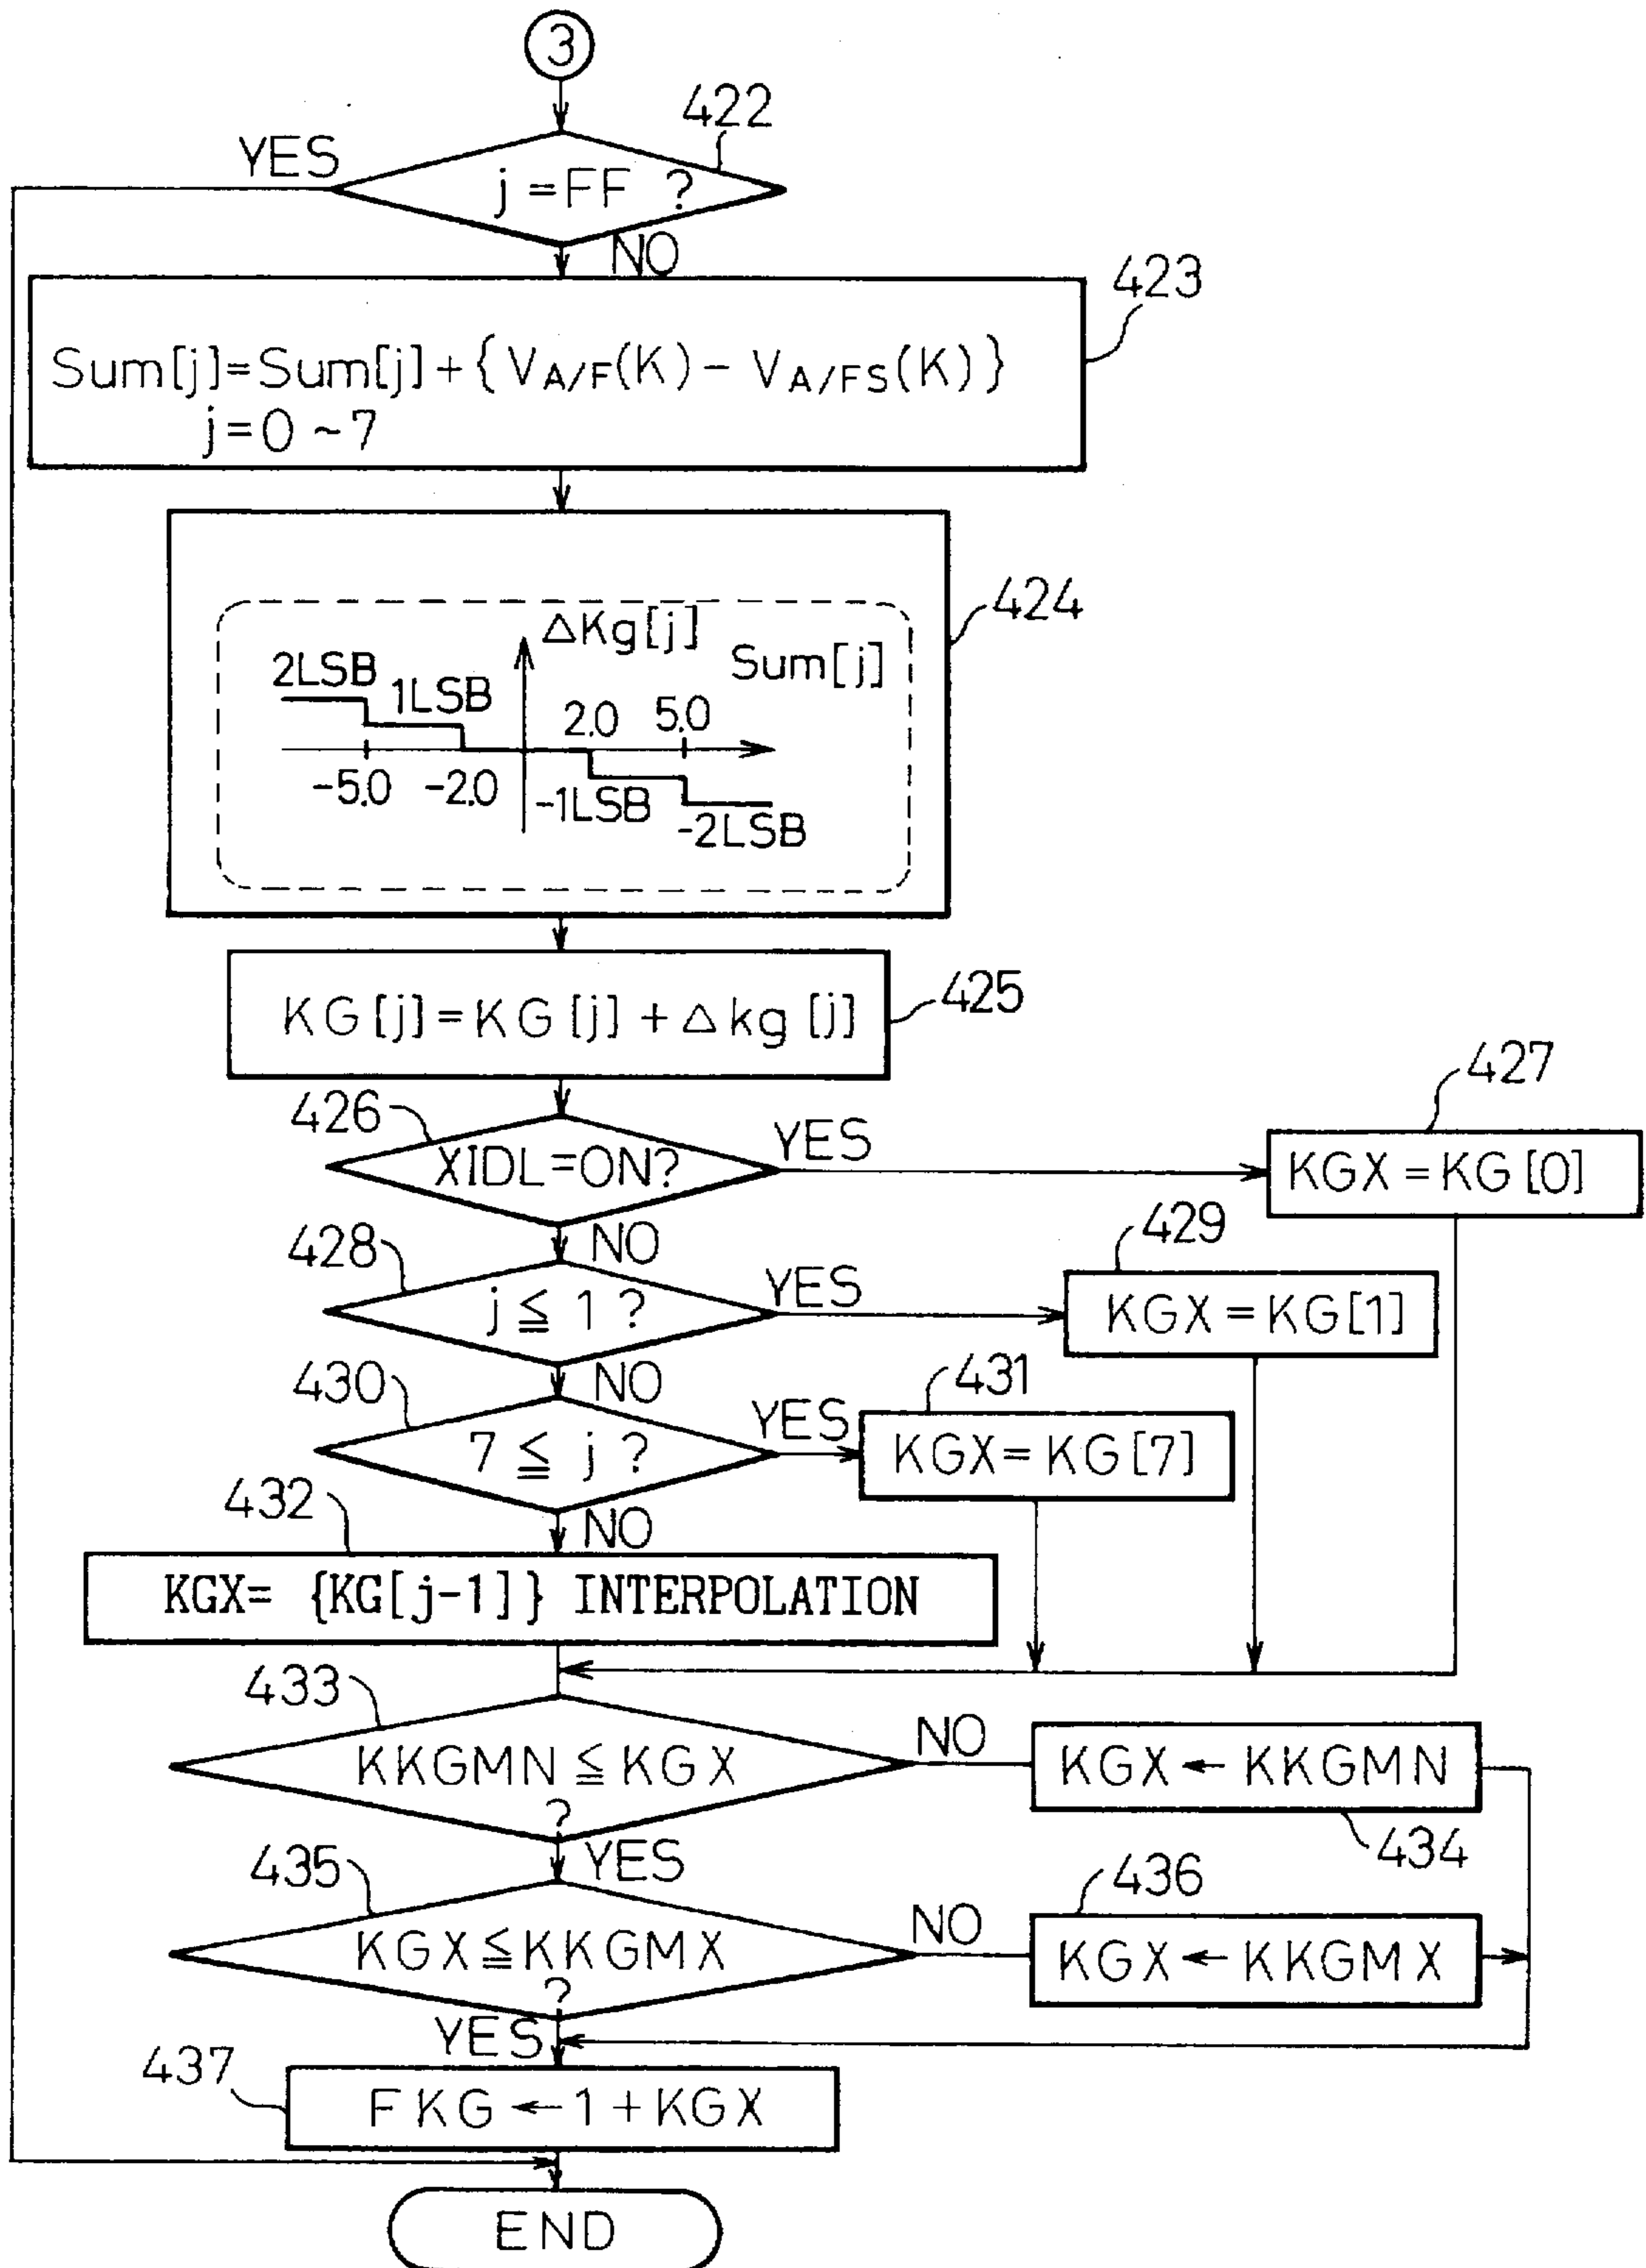 3
422
YES
j=FF ?
NO
423
Sum[j]=Sum[j]+{VA/F(K)-VA/FS(K)}
j=0~7
424
△Kg[j]
Sum[j]
2LSB
1LSB
2.0
5.0
-5.0
-2.0
-1LSB
-2LSB
425
KG[j]=KG[j]+△kg[j]
426
XIDL=ON?
YES
427
KGX=KG[0]
NO
428
j≦1?
YES
429
KGX=KG[1]
NO
430
7≦j?
YES
431
KGX=KG[7]
NO
432
KGX= {KG[j-1]} INTERPOLATION
433
KKGMN≦KGX
?
NO
KGX←KKGMN
434
YES
435
KGX≦KKGMX
?
NO
436
KGX←KKGMX
YES
437
FKG←1+KGX
END